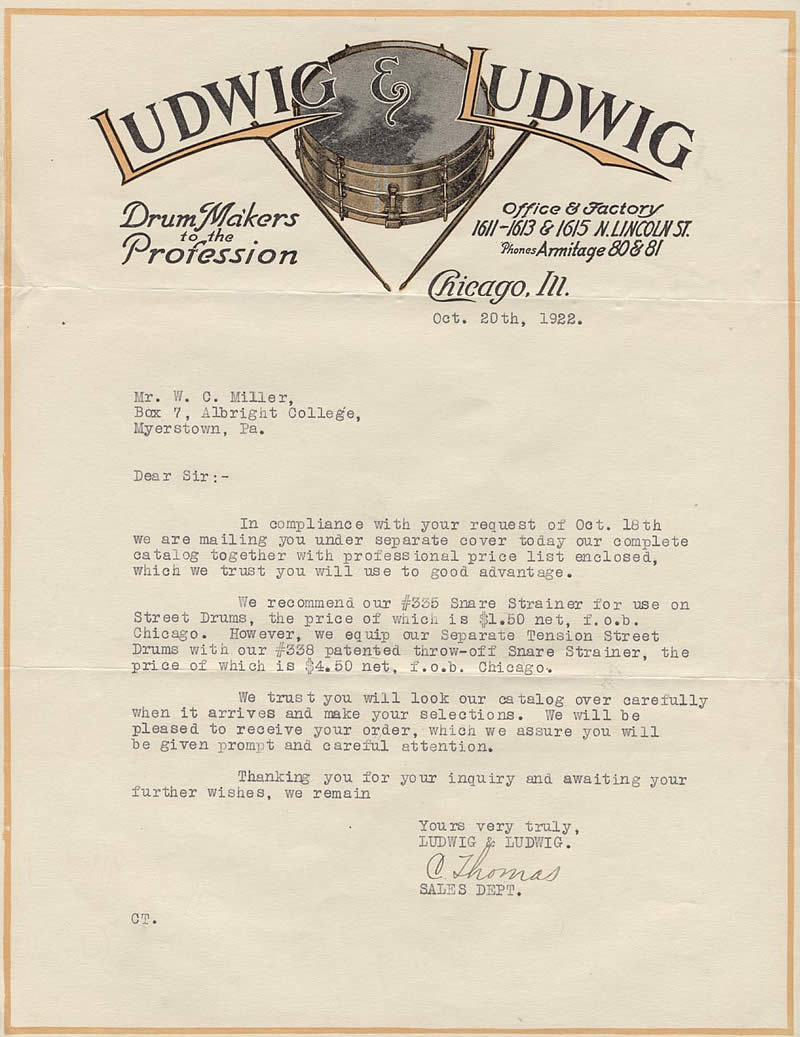 LUDWIG & LUDWIG
Drum Makers
to the
Profession
Office & Factory
1611-1613 & 1615 N. LINCOLN ST.
Phones Armitage 80 & 81
Chicago, Ill.
Oct. 20th, 1922.
Mr. W. C. Miller,
Box 7, Albright College,
Myerstown, Pa.
Dear Sir:-
In compliance with your request of Oct. 18th
we are mailing you under separate cover today our complete
catalog together with professional price list enclosed,
which we trust you will use to good advantage.
We recommend our #335 Snare Strainer for use on
Street Drums, the price of which is $1.50 net, f.o.b.
Chicago. However, we equip our Separate Tension Street
Drums with our #338 patented throw-off Snare Strainer, the
price of which is $4.50 net, f.o.b. Chicago.
We trust you will look our catalog over carefully
when it arrives and make your selections. We will be
pleased to receive your order, which we assure you will
be given prompt and careful attention.
Thanking you for your inquiry and awaiting your
further wishes, we remain
Yours very truly,
LUDWIG & LUDWIG.
C Thomas
SALES DEPT.
CT.